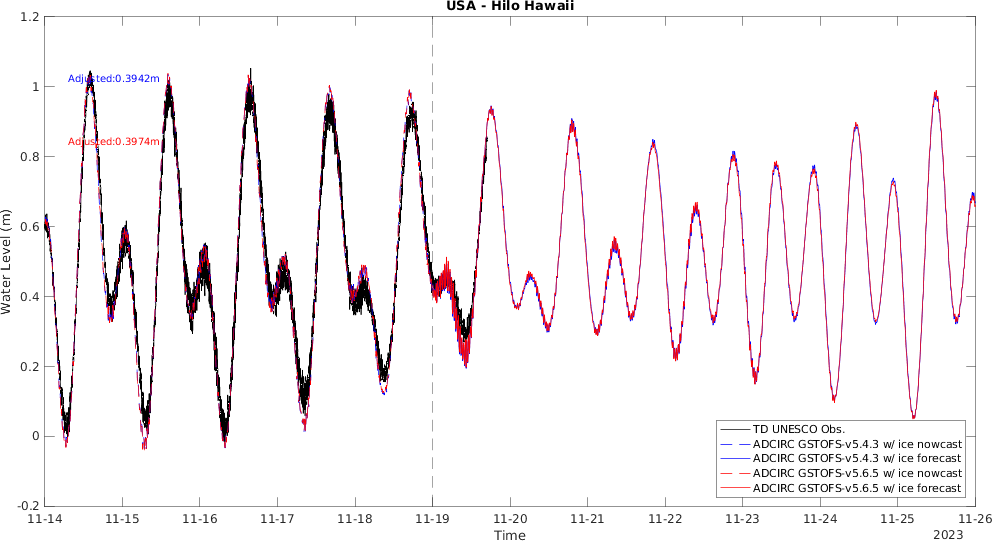 USA - Hilo Hawaii
1.2
1
0.8
0.6
0.4
0.2
0
-0.2
Water Level (m)
Adjusted:0.3942m
Adjusted:0.3974m
TD UNESCO Obs.
ADCIRC GSTOFS-v5.4.3 w/ ice nowcast
ADCIRC GSTOFS-v5.4.3 w/ ice forecast
ADCIRC GSTOFS-v5.6.5 w/ ice nowcast
ADCIRC GSTOFS-v5.6.5 w/ ice forecast
11-14 11-15 11-16 11-17 11-18 11-19 11-20 11-21 11-22 11-23 11-24 11-25 11-26
Time
2023